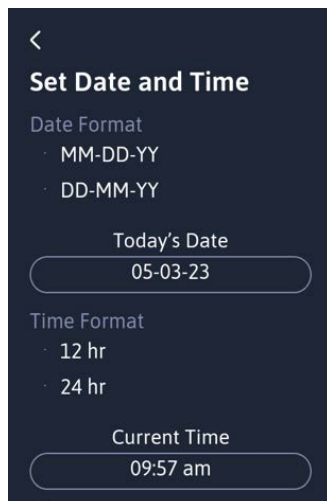 Set Date and Time
Date Format
MM-DD-YY
DD-MM-YY
Today's Date
05-03-23
Time Format
12 hr
24 hr
Current Time
09:57 am